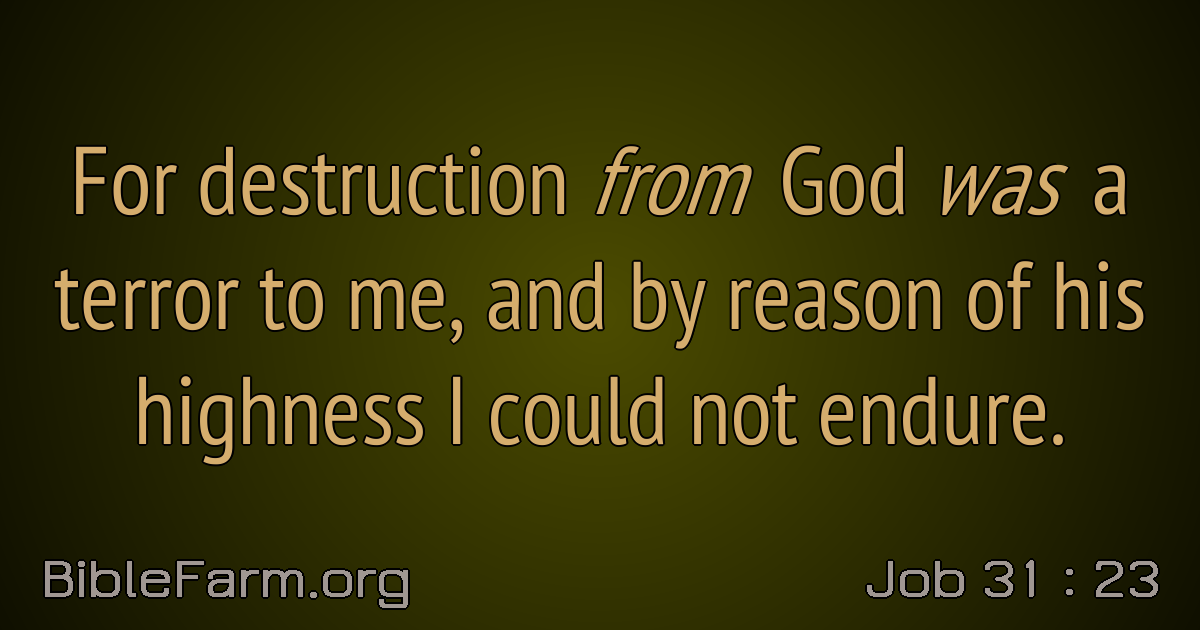 For destruction from God was a
terror to me, and by reason of his
highness I could not endure.
BibleFarm.org
Job 31 : 23